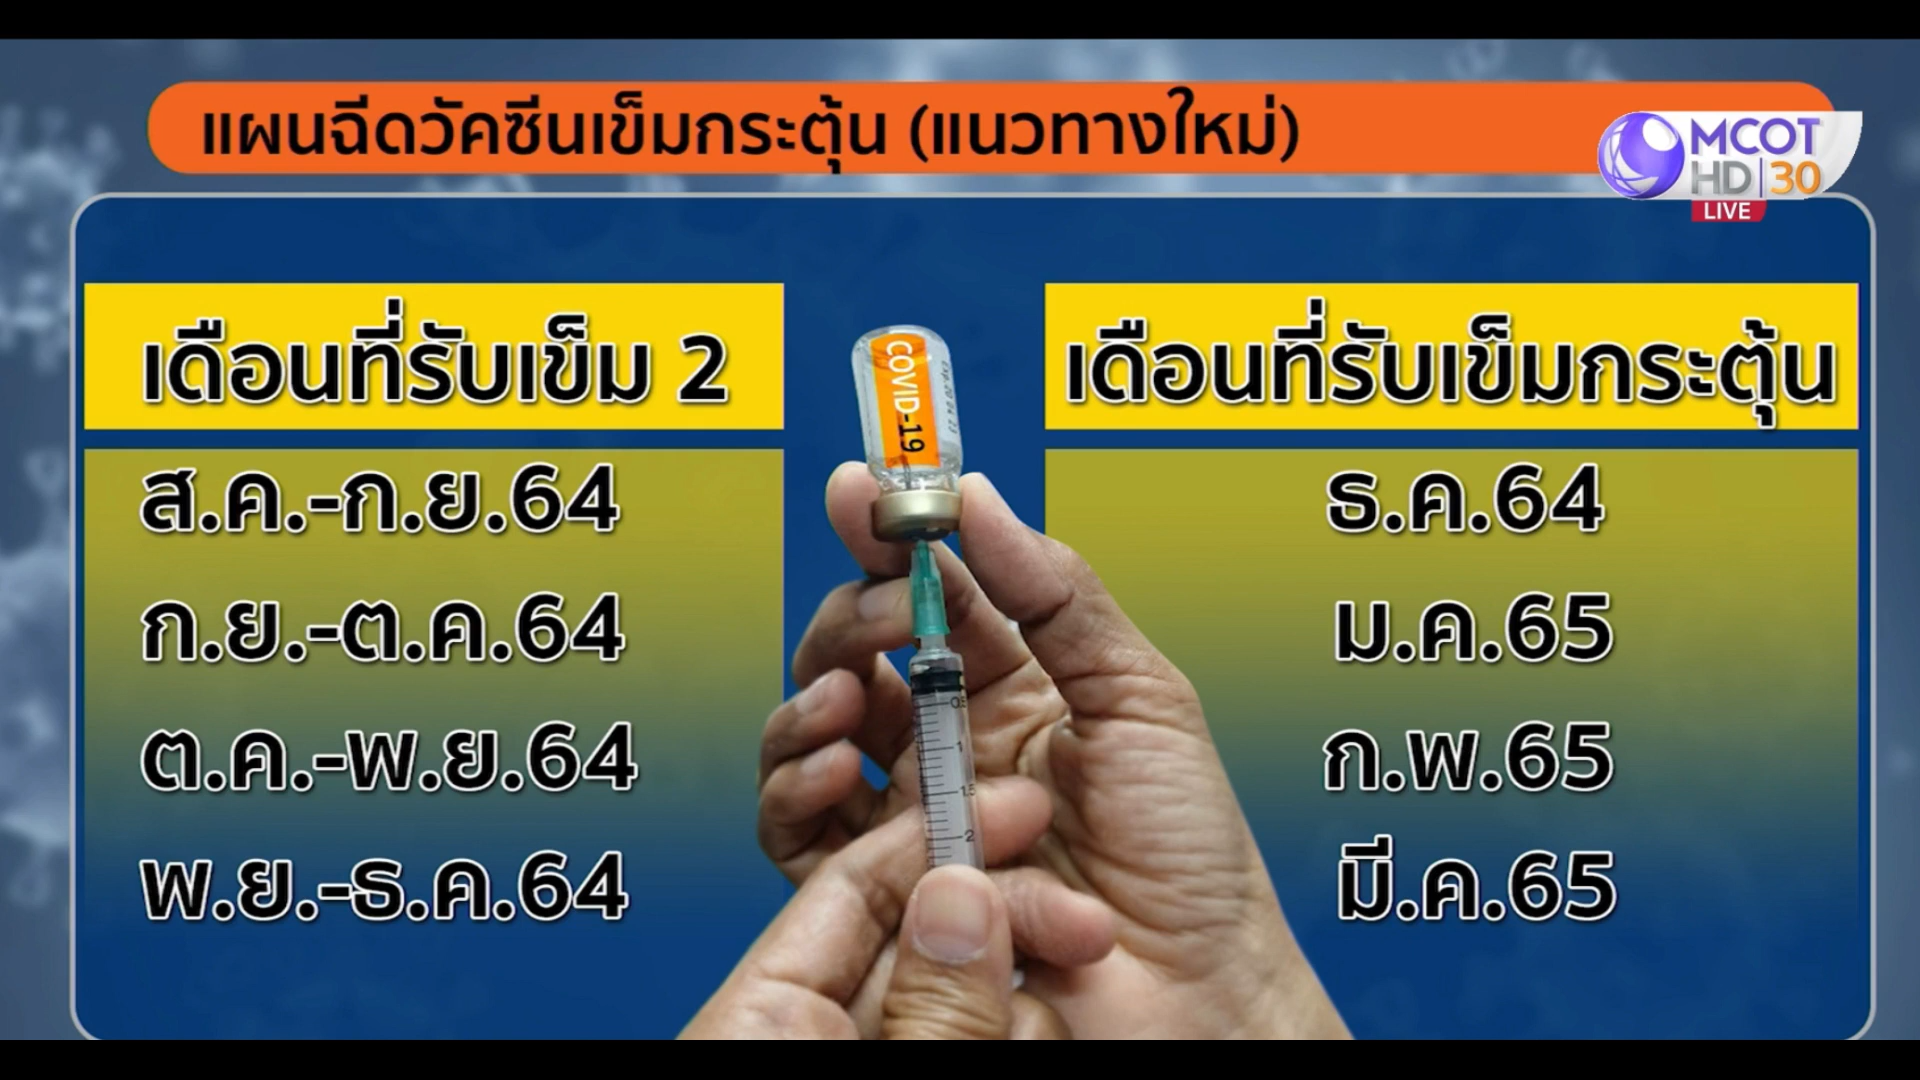 แผนฉีดวัคซีนเข็มกระตุ้น (แนวทางใหม่)
MCOT
HD 30
LIVE
เดือนที่รับเข็ม 2
เดือนที่รับเข็มกระตุ้น
COVID-19
ส.ค.-ก.ย.64
ธ.ค.64
ก.ย.-ต.ค.64
ม.ค.65
ต.ค.-พ.ย.64
ก.พ.65
พ.ย.-ธ.ค.64
มี.ค.65
1
1.5
2